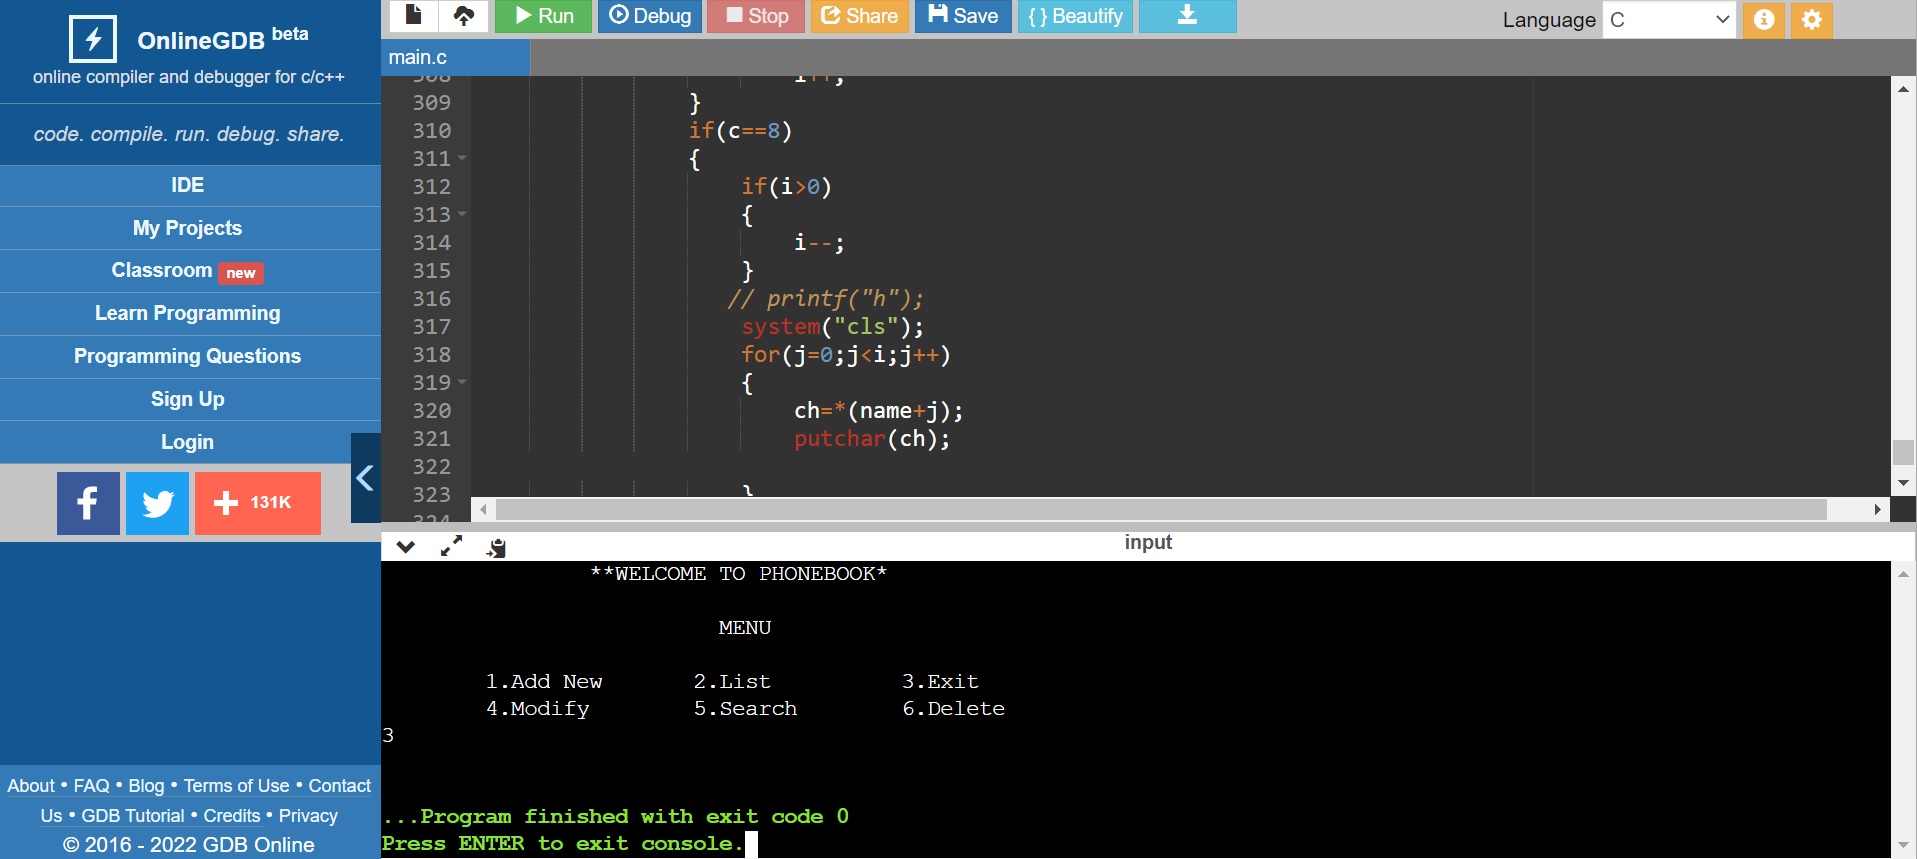 OnlineGDB beta
online compiler and debugger for c/c++
code. compile. run. debug. share.
IDE
My Projects
Classroom new
Learn Programming
Programming Questions
Sign Up
Login
131K
About • FAQ • Blog • Terms of Use • Contact
Us • GDB Tutorial • Credits • Privacy
© 2016 - 2022 GDB Online
Run Debug Stop Share Save {} Beautify
Language C
main.c
308 i++;
309 }
310 if(c==8)
311 {
312 if(i>0)
313 {
314 i--;
315 }
316 // printf("h");
317 system("cls");
318 for(j=0;j<i;j++)
319 {
320 ch=*(name+j);
321 putchar(ch);
322
323 }
324
input
**WELCOME TO PHONEBOOK*
MENU
1.Add New 2.List 3.Exit
4.Modify 5.Search 6.Delete
3
...Program finished with exit code 0
Press ENTER to exit console.